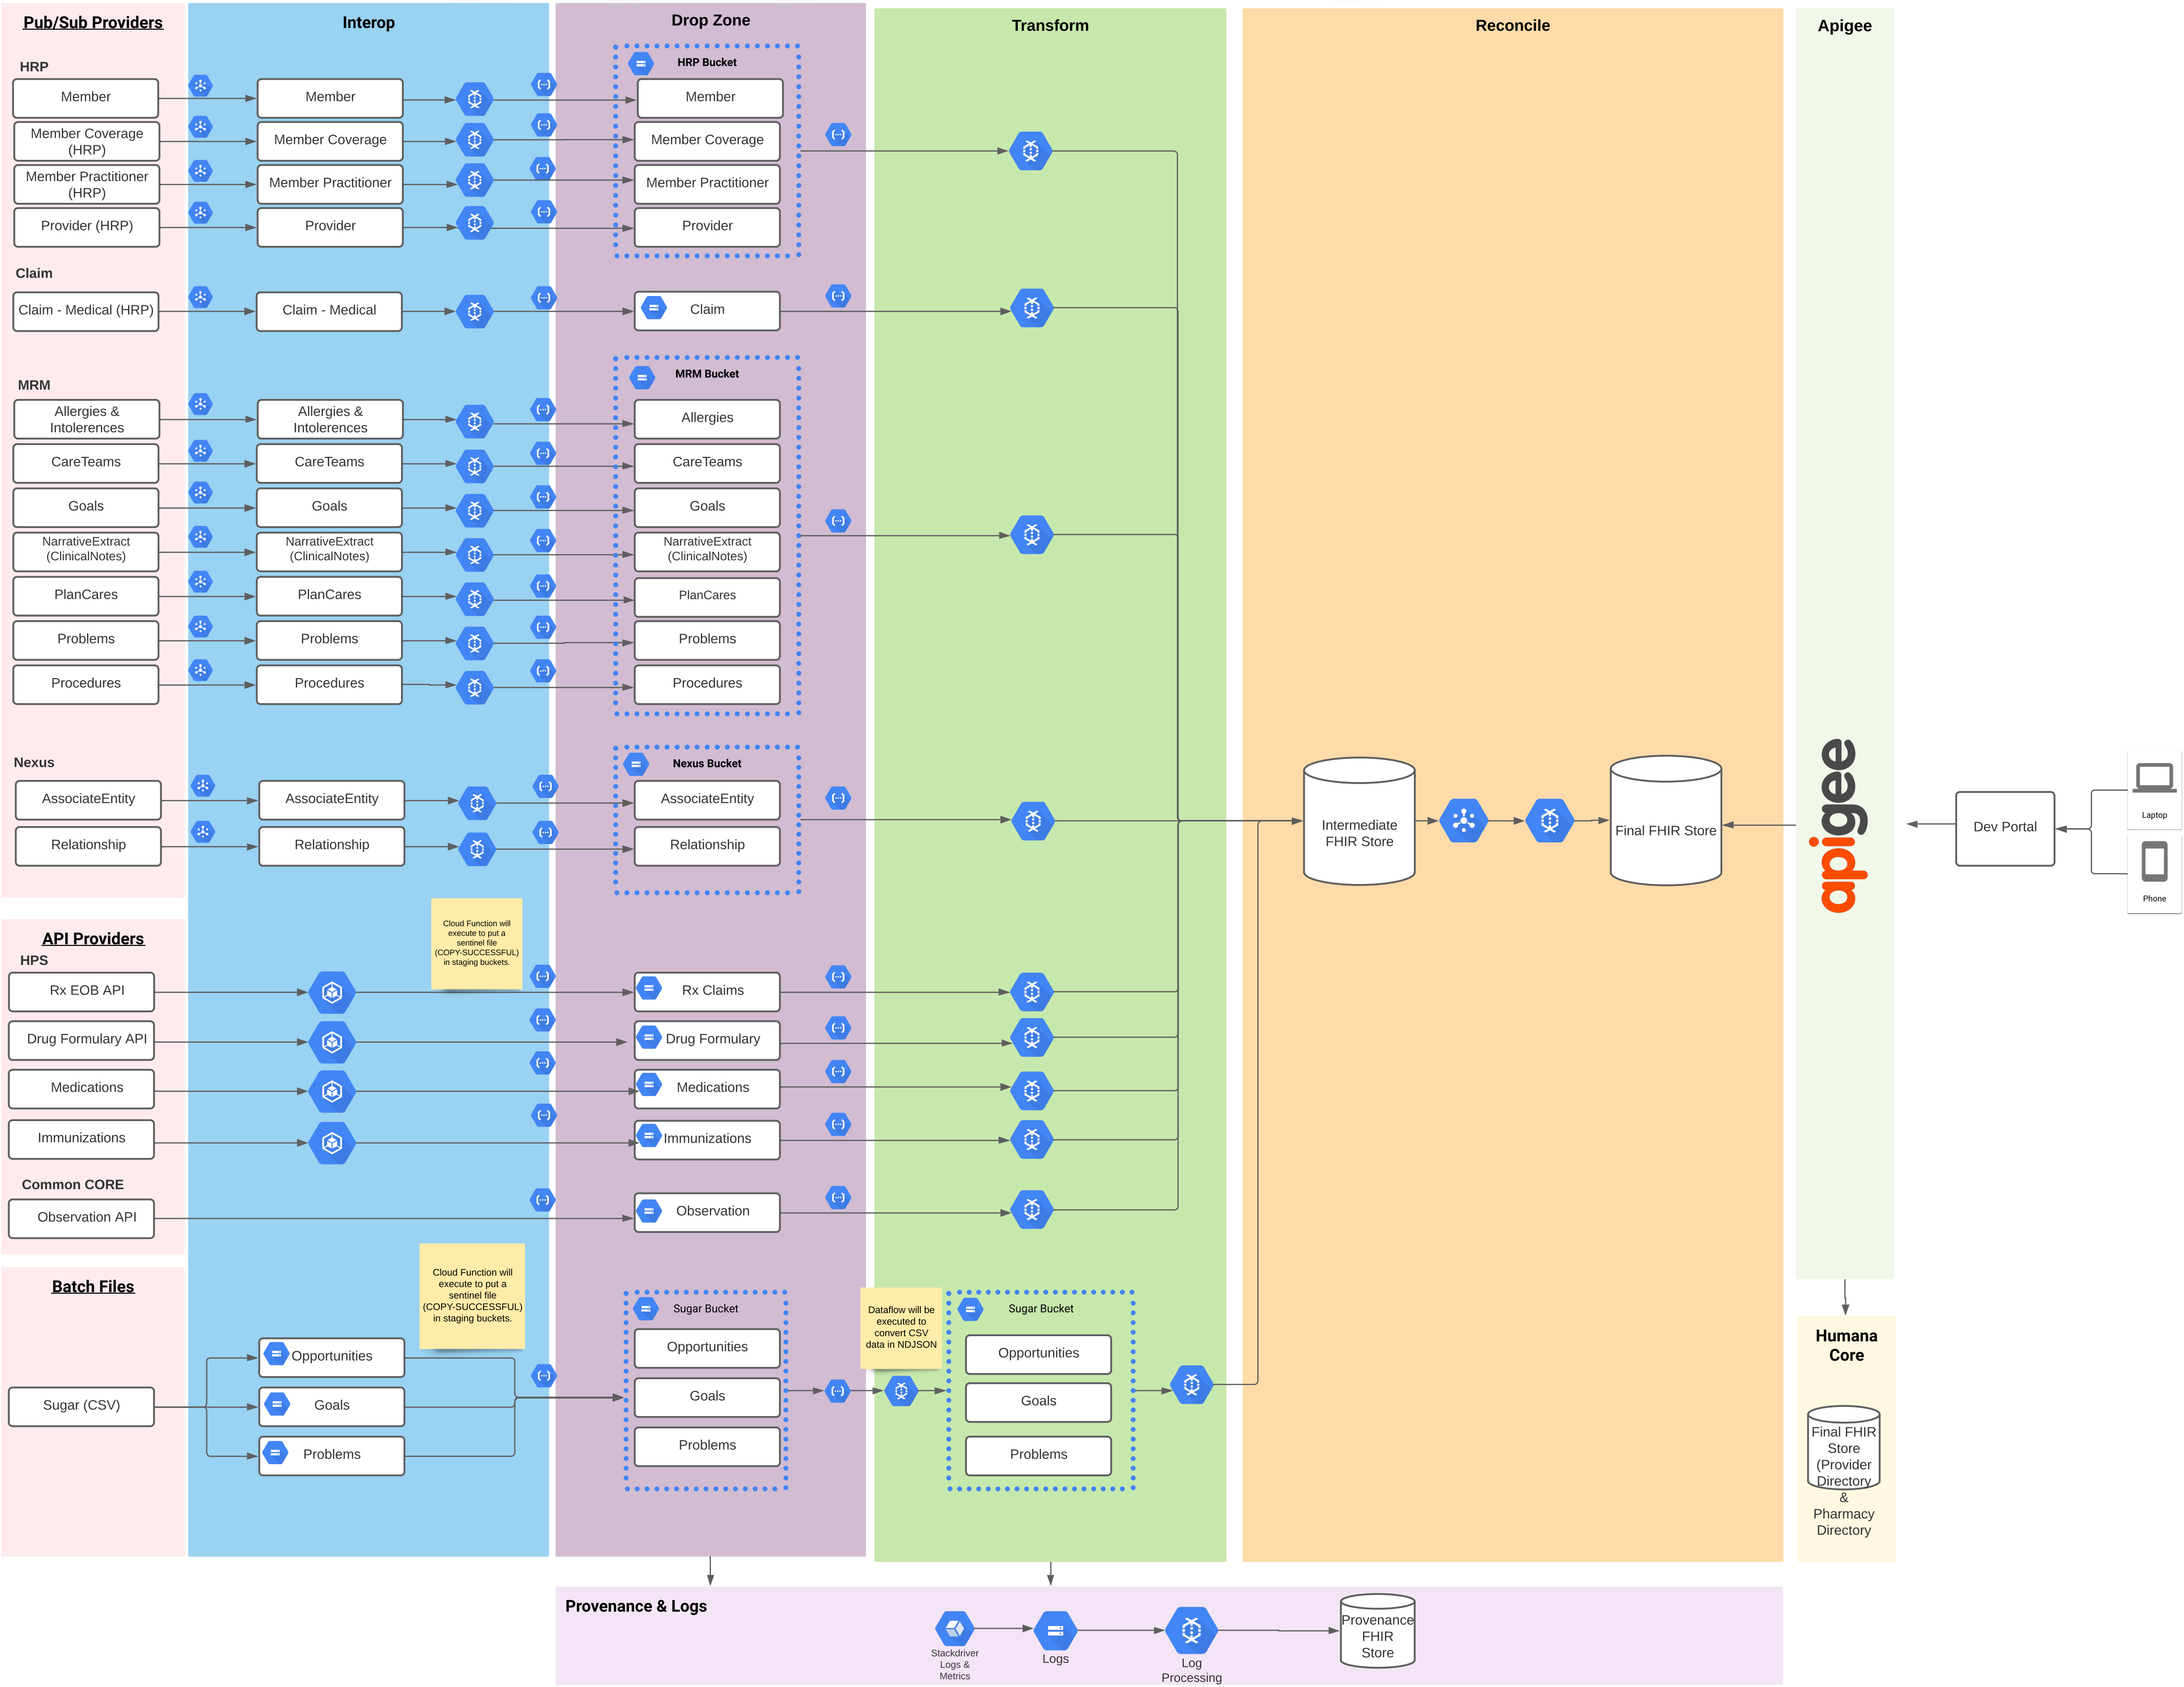 Pub/Sub Providers
Interop
Drop Zone
Transform
Reconcile
Apigee
HRP
HRP Bucket
Member
Member
Member
Member Coverage
(HRP)
Member Coverage
Member Coverage
Member Practitioner
(HRP)
Member Practitioner
Member Practitioner
Provider (HRP)
Provider
Provider
Claim
Claim - Medical (HRP)
Claim - Medical
Claim
MRM
MRM Bucket
Allergies &
Intolerences
Allergies &
Intolerences
Allergies
CareTeams
CareTeams
CareTeams
Goals
Goals
Goals
NarrativeExtract
(ClinicalNotes)
NarrativeExtract
(ClinicalNotes)
NarrativeExtract
(ClinicalNotes)
PlanCares
PlanCares
PlanCares
Problems
Problems
Problems
Procedures
Procedures
Procedures
Nexus
Nexus Bucket
AssociateEntity
AssociateEntity
AssociateEntity
Relationship
Relationship
Relationship
Intermediate
FHIR Store
Final FHIR Store
apigee
Dev Portal
Laptop
Phone
API Providers
HPS
Cloud Function will
execute to put a
sentinel file
(COPY-SUCCESSFUL)
in staging buckets.
Rx EOB API
Rx Claims
Drug Formulary API
Drug Formulary
Medications
Medications
Immunizations
Immunizations
Common CORE
Observation API
Observation
Batch Files
Cloud Function will
execute to put a
sentinel file
(COPY-SUCCESSFUL)
in staging buckets.
Sugar (CSV)
Opportunities
Goals
Problems
Sugar Bucket
Opportunities
Goals
Problems
Dataflow will be
executed to
convert CSV
data in NDJSON
Sugar Bucket
Opportunities
Goals
Problems
Humana
Core
Final FHIR
Store
(Provider
Directory
&
Pharmacy
Directory
Provenance & Logs
Stackdriver
Logs &
Metrics
Logs
Log
Processing
Provenance
FHIR
Store